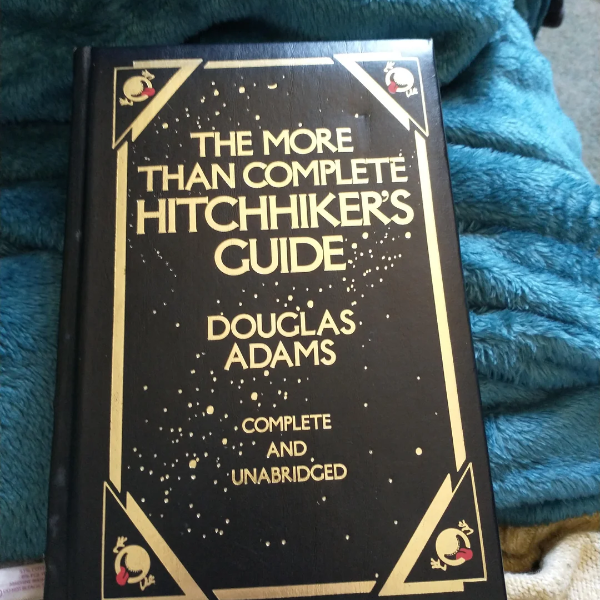 THE MORE
THAN COMPLETE
HITCHHIKER'S
GUIDE
DOUGLAS
ADAMS
COMPLETE
AND
UNABRIDGED